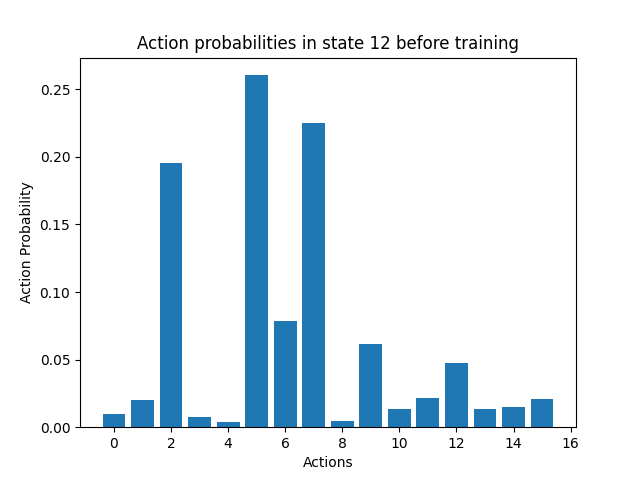 Action probabilities in state 12 before training
Action Probability
0.25
0.20
0.15
0.10
0.05
0.00
0 2 4 6 8 10 12 14 16
Actions